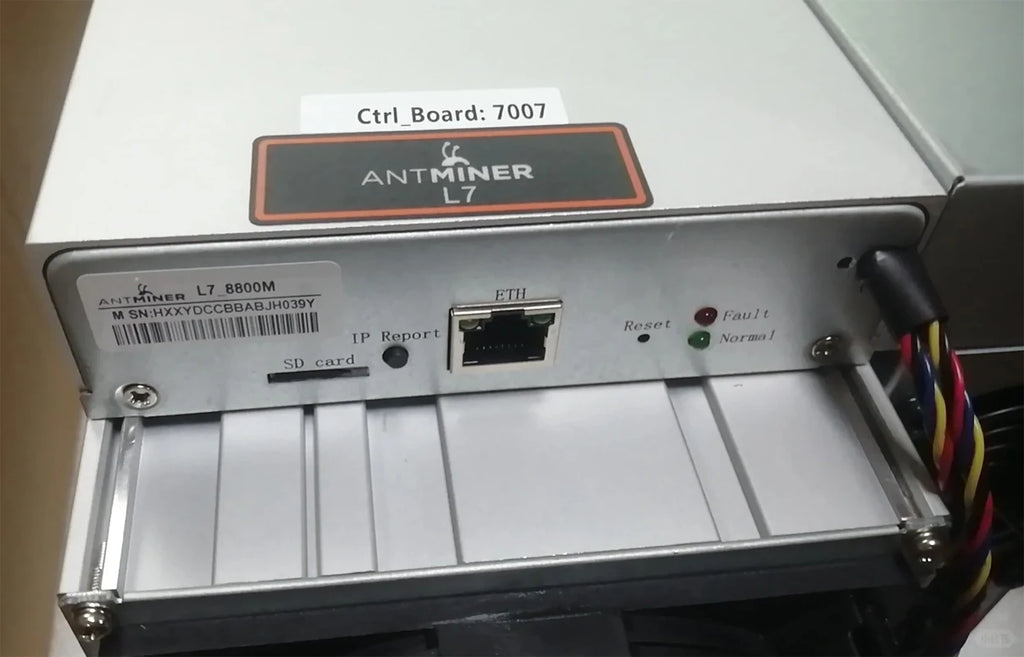 Ctrl_Board: 7007
ANTMINER
L7
ANTMINER L7_8800M
M SN:HXXYDCCBBABJH039Y
SD card
IP Report
ETH
Reset
Fault
Normal